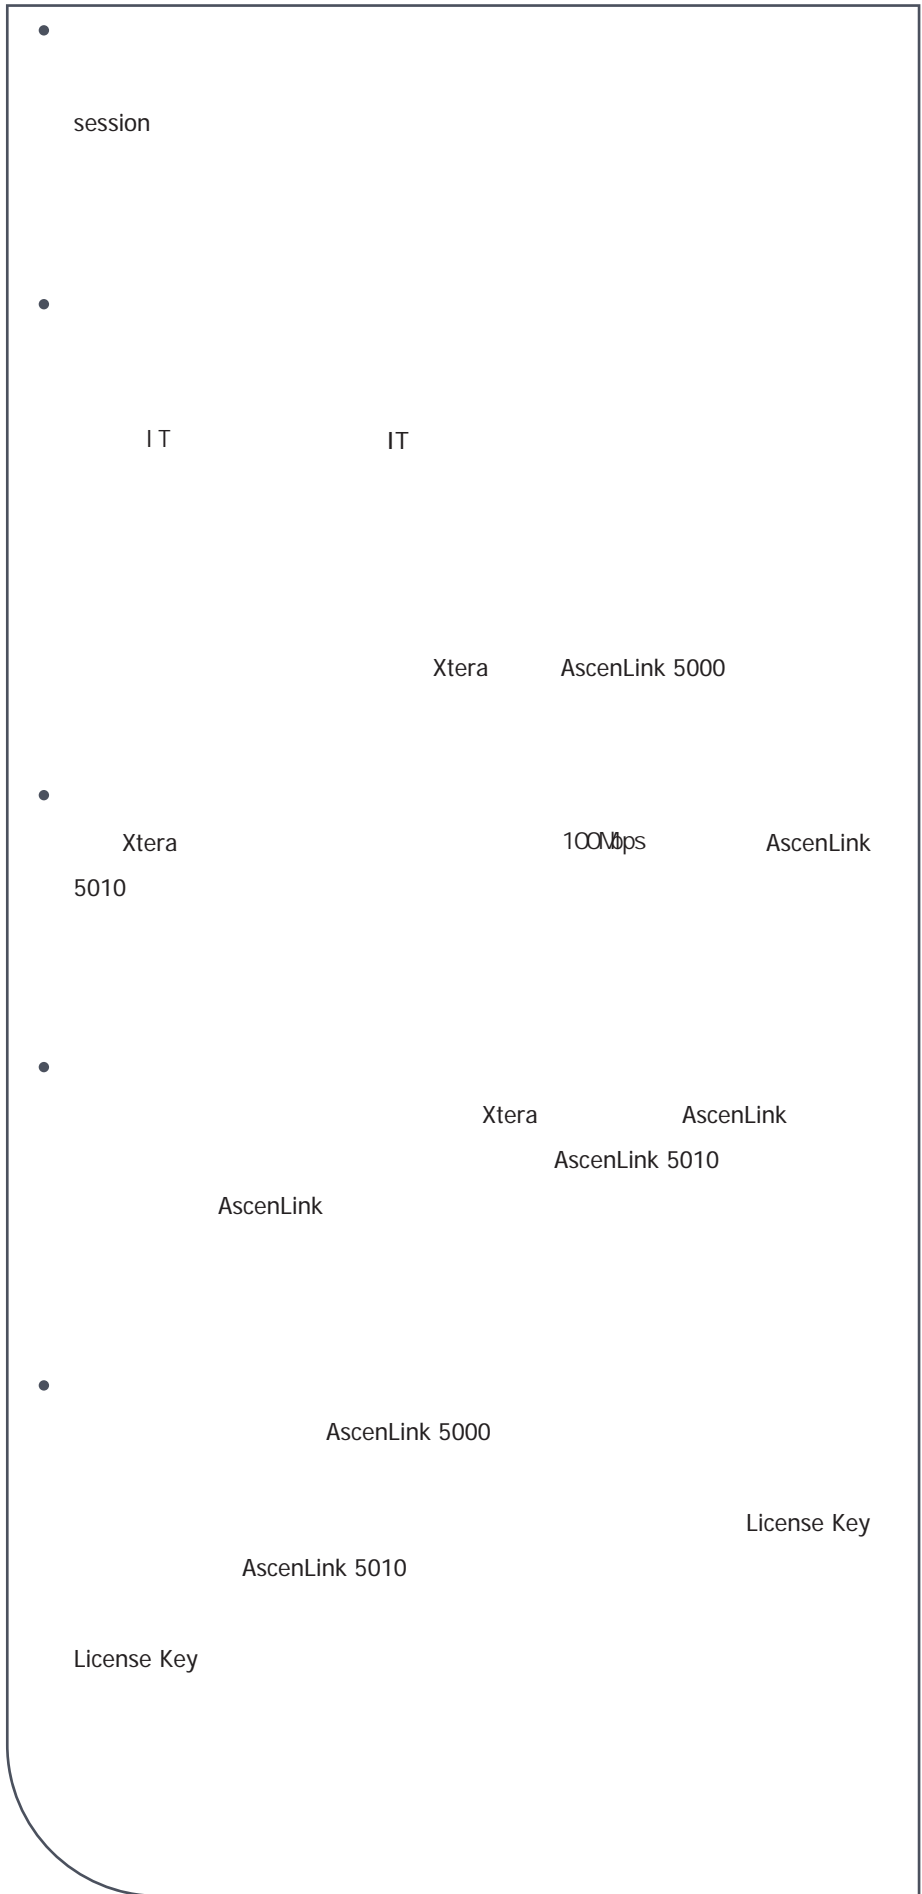 •
session
•
IT IT
Xtera AscenLink 5000
•
Xtera 100Mbps AscenLink
5010
•
Xtera AscenLink
AscenLink 5010
AscenLink
•
AscenLink 5000
License Key
AscenLink 5010
License Key